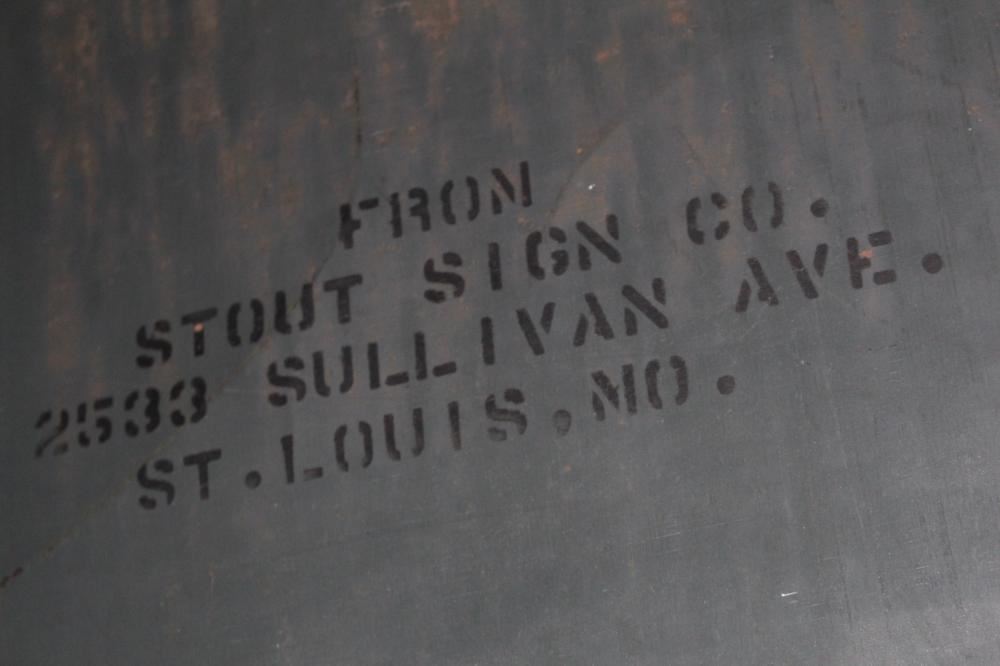 FROM
STOUT SIGN CO.
2533 SULLIVAN AVE.
ST.LOUIS.MO.